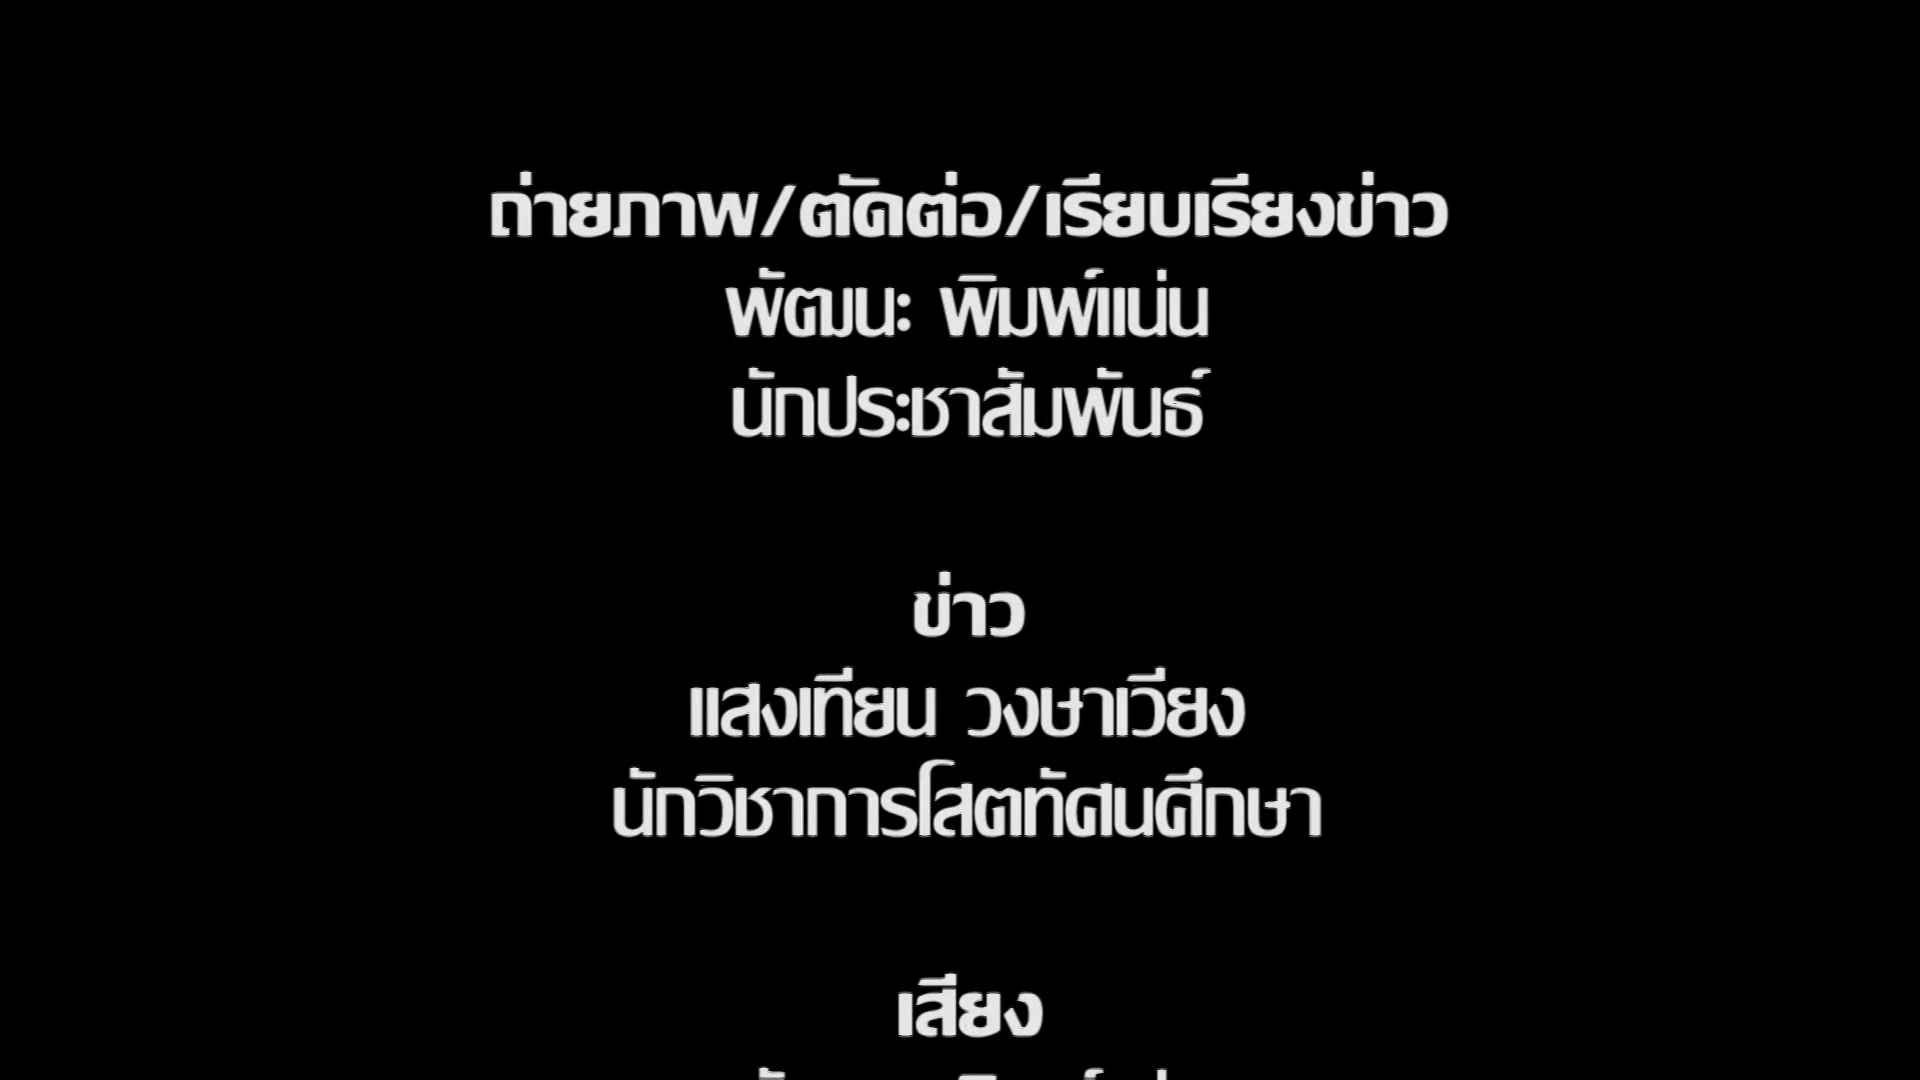 ถ่ายภาพ/ตัดต่อ/เรียบเรียงข่าว
พัฒนะ พิมพ์แน่น
นักประชาสัมพันธ์
ข่าว
แสงเทียน วงษาเวียง
นักวิชาการโสตทัศนศึกษา
เสียง